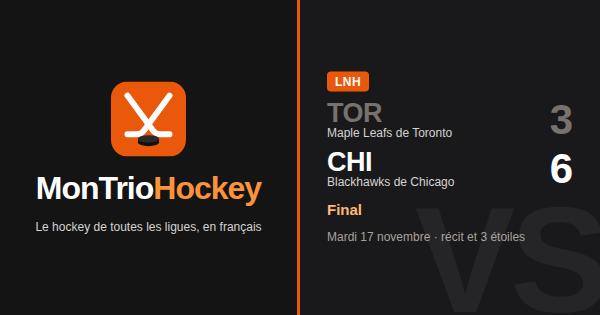 MonTrioHockey
Le hockey de toutes les ligues, en français
LNH
TOR 3
Maple Leafs de Toronto
CHI 6
Blackhawks de Chicago
Final
Mardi 17 novembre · récit et 3 étoiles
VS